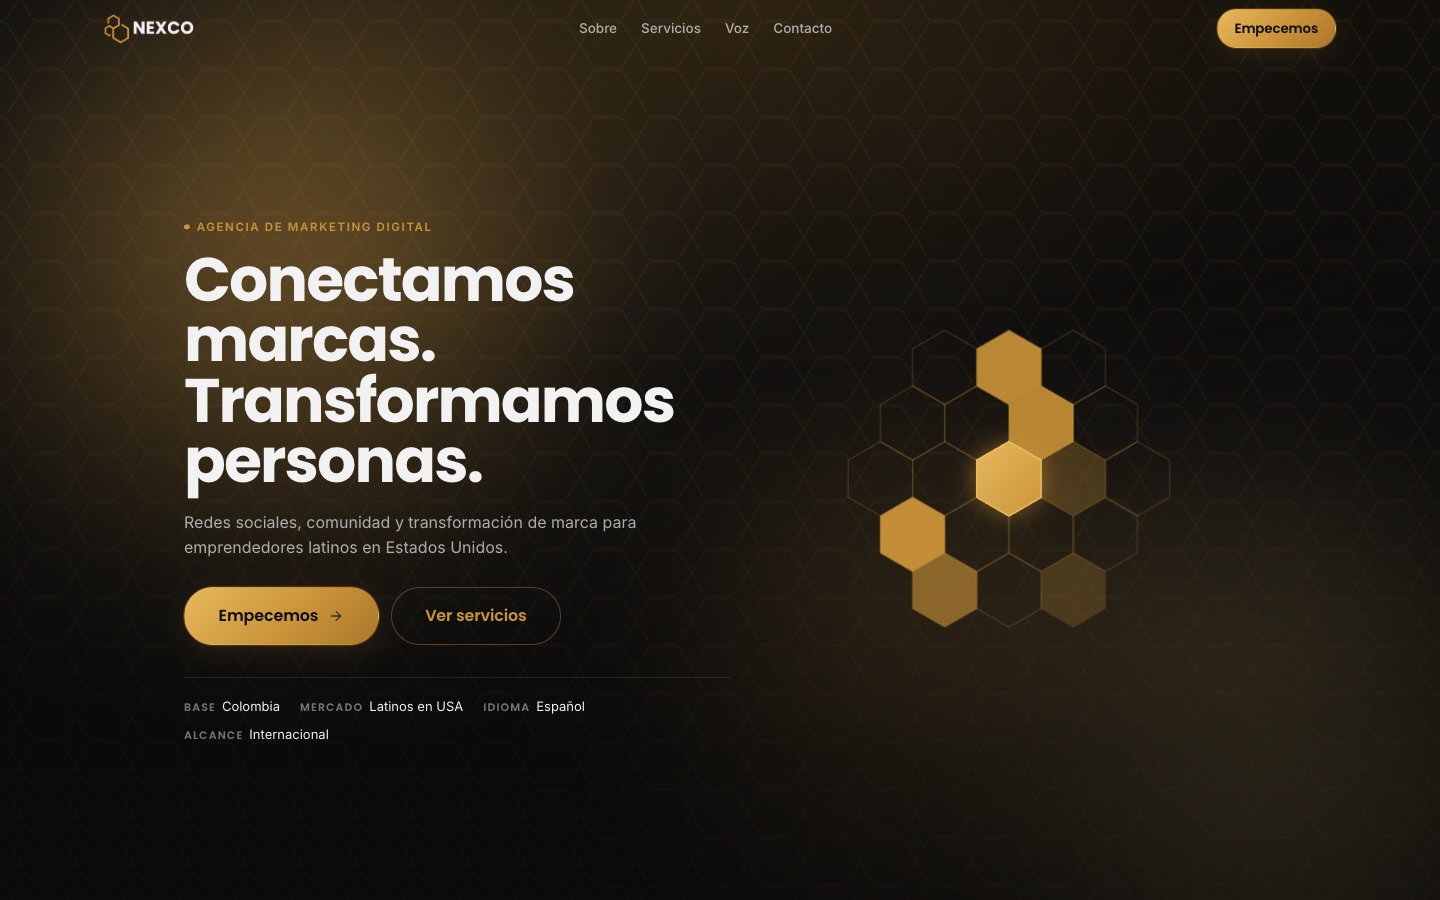 NEXCO
Sobre Servicios Voz Contacto
Empecemos
AGENCIA DE MARKETING DIGITAL
Conectamos
marcas.
Transformamos
personas.
Redes sociales, comunidad y transformación de marca para
emprendedores latinos en Estados Unidos.
Empecemos →
Ver servicios
BASE Colombia MERCADO Latinos en USA IDIOMA Español
ALCANCE Internacional